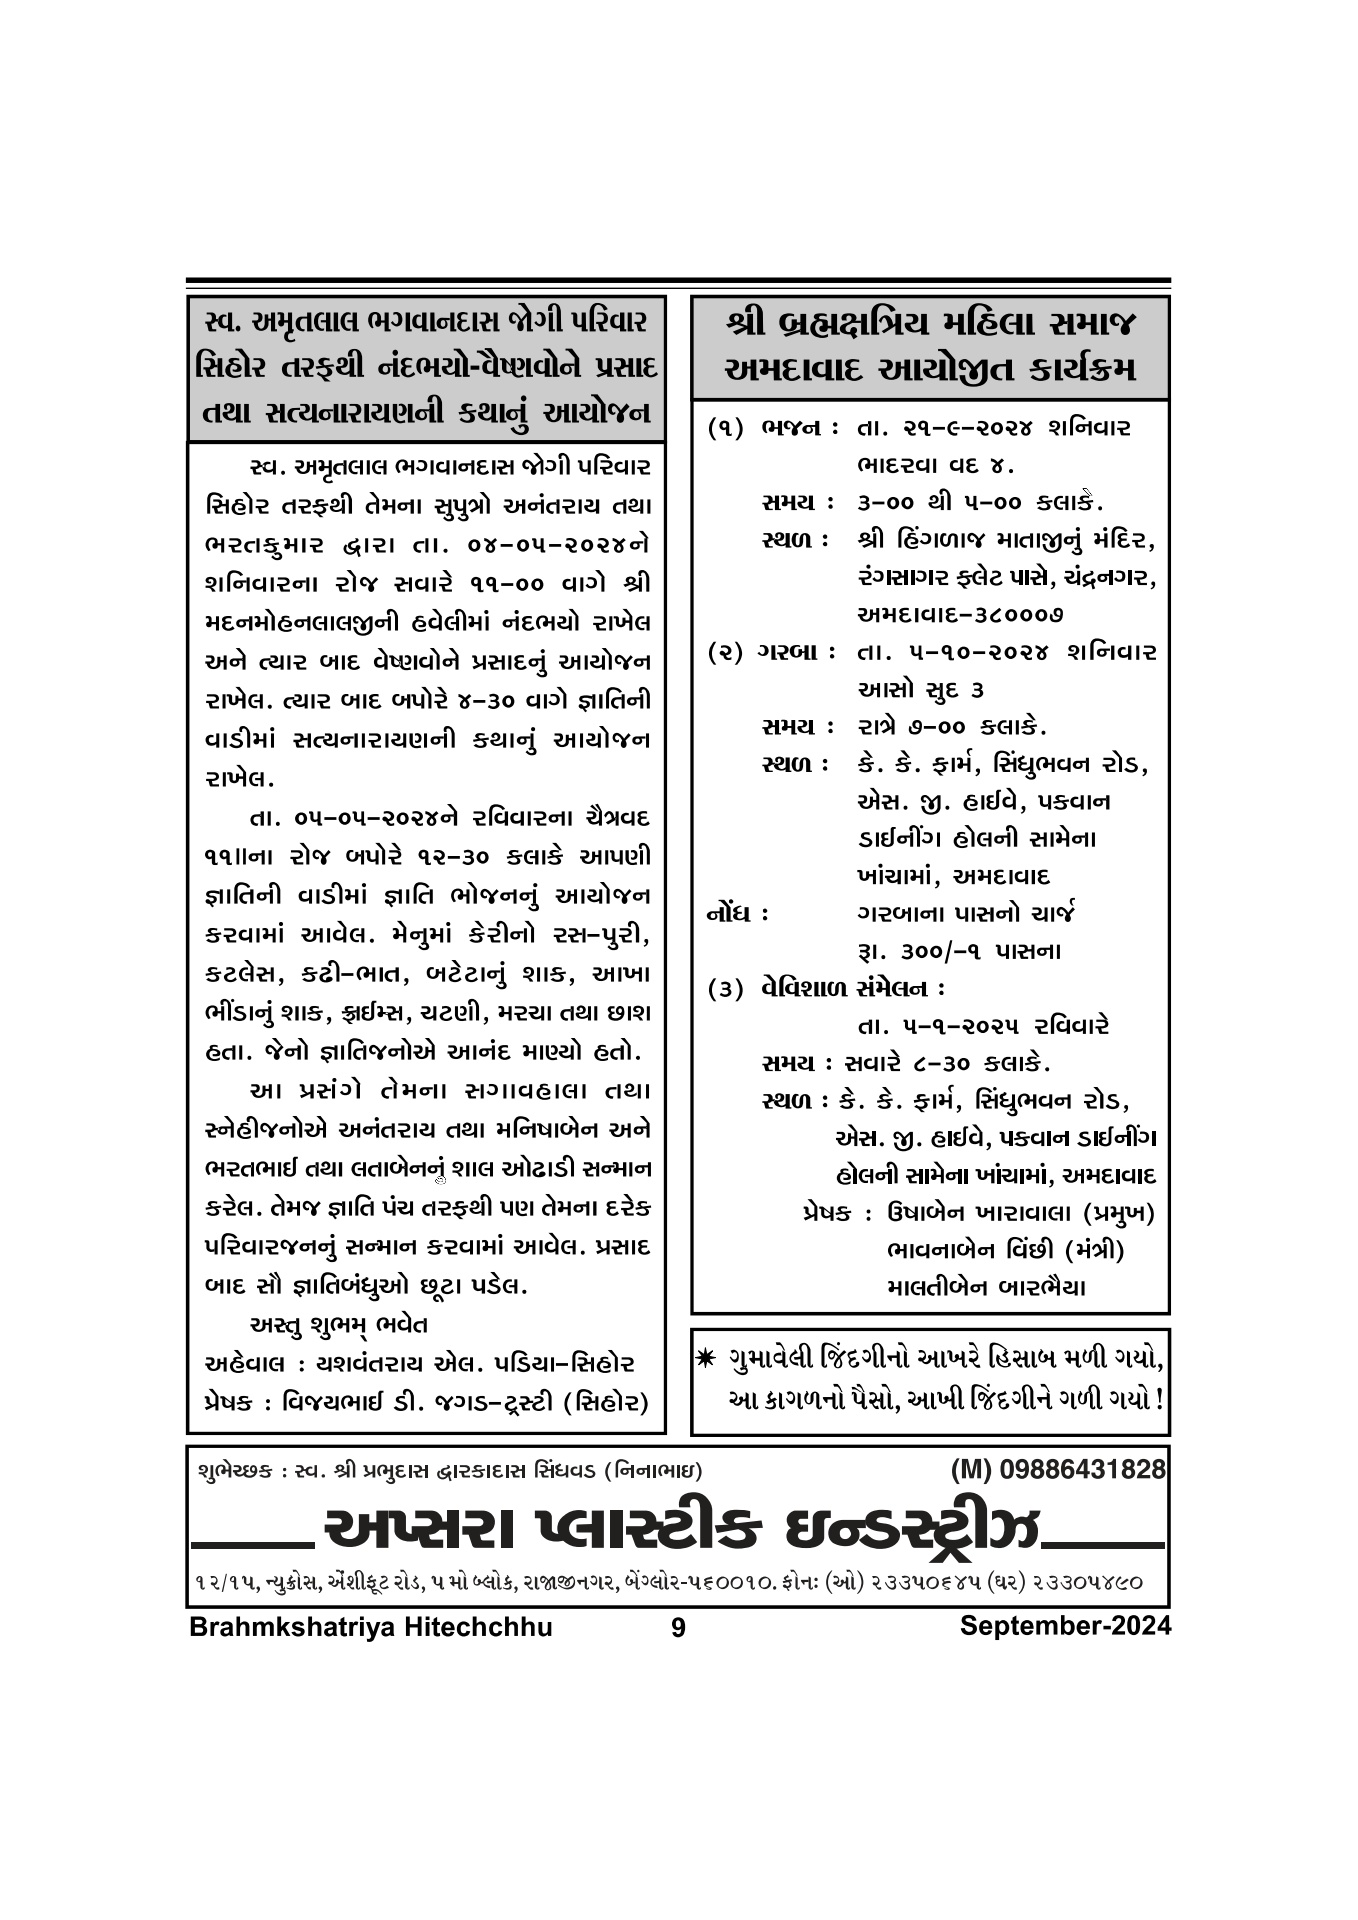 સ્વ. અમૃતલાલ ભગવાનદાસ જોગી પરિવાર
સિહોર તરફથી નંદભયો-વૈષ્ણવોને પ્રસાદ
તથા સત્યનારાયણની કથાનું આયોજન
સ્વ. અમૃતલાલ ભગવાનદાસ જોગી પરિવાર
સિહોર તરફથી તેમના સુપુત્રો અનંતરાય તથા
ભરતકુમાર દ્વારા તા. ૦૪-૦૫-૨૦૨૪ને
શનિવારના રોજ સવારે ૧૧-૦૦ વાગે શ્રી
મદનમોહનલાલજીની હવેલીમાં નંદભયો રાખેલ
અને ત્યાર બાદ વેષ્ણવોને પ્રસાદનું આયોજન
રાખેલ. ત્યાર બાદ બપોરે ૪-૩૦ વાગે જ્ઞાતિની
વાડીમાં સત્યનારાયણની કથાનું આયોજન
રાખેલ.
તા. ૦૫-૦૫-૨૦૨૪ને રવિવારના ચૈત્રવદ
૧૧॥ના રોજ બપોરે ૧૨-૩૦ કલાકે આપણી
જ્ઞાતિની વાડીમાં જ્ઞાતિ ભોજનનું આયોજન
કરવામાં આવેલ. મેનુમાં કેરીનો રસ-પુરી,
કટલેસ, કઢી-ભાત, બટેટાનું શાક, આખા
ભીંડાનું શાક, ફ્રાઈમ્સ, ચટણી, મરચા તથા છાશ
હતા. જેનો જ્ઞાતિજનોએ આનંદ માણ્યો હતો.
આ પ્રસંગે તેમના સગાવહાલા તથા
સ્નેહીજનોએ અનંતરાય તથા મનિષાબેન અને
ભરતભાઈ તથા લતાબેનનું શાલ ઓઢાડી સન્માન
કરેલ. તેમજ જ્ઞાતિ પંચ તરફથી પણ તેમના દરેક
પરિવારજનનું સન્માન કરવામાં આવેલ. પ્રસાદ
બાદ સૌ જ્ઞાતિબંધુઓ છૂટા પડેલ.
અસ્તુ શુભમ્ ભવેત
અહેવાલ : યશવંતરાય એલ. પડિયા-સિહોર
પ્રેષક : વિજયભાઈ ડી. જગડ-ટ્રસ્ટી (સિહોર)
શ્રી બ્રહ્મક્ષત્રિય મહિલા સમાજ
અમદાવાદ આયોજીત કાર્યક્રમ
(૧) ભજન : તા. ૨૧-૯-૨૦૨૪ શનિવાર
ભાદરવા વદ ૪.
સમય : ૩-૦૦ થી ૫-૦૦ કલાકે.
સ્થળ : શ્રી હિંગળાજ માતાજીનું મંદિર,
રંગસાગર ફ્લેટ પાસે, ચંદ્રનગર,
અમદાવાદ-૩૮૦૦૦૭
(૨) ગરબા : તા. ૫-૧૦-૨૦૨૪ શનિવાર
આસો સુદ ૩
સમય : રાત્રે ૭-૦૦ કલાકે.
સ્થળ : કે. કે. ફાર્મ, સિંધુભવન રોડ,
એસ. જી. હાઈવે, પકવાન
ડાઈનીંગ હોલની સામેના
ખાંચામાં, અમદાવાદ
નોંધ : ગરબાના પાસનો ચાર્જ
રૂા. ૩૦૦/-૧ પાસના
(૩) વેવિશાળ સંમેલન :
તા. ૫-૧-૨૦૨૫ રવિવારે
સમય : સવારે ૮-૩૦ કલાકે.
સ્થળ : કે. કે. ફાર્મ, સિંધુભવન રોડ,
એસ. જી. હાઈવે, પકવાન ડાઈનીંગ
હોલની સામેના ખાંચામાં, અમદાવાદ
પ્રેષક : ઉષાબેન ખારાવાલા (પ્રમુખ)
ભાવનાબેન વિંછી (મંત્રી)
માલતીબેન બારભૈયા
✷ ગુમાવેલી જિંદગીનો આખરે હિસાબ મળી ગયો,
આ કાગળનો પૈસો, આખી જિંદગીને ગળી ગયો !
શુભેચ્છક : સ્વ. શ્રી પ્રભુદાસ દ્વારકાદાસ સિંધવડ (નિનાભાઇ) (M) 09886431828
અપ્સરા પ્લાસ્ટીક ઇન્ડસ્ટ્રીઝ
૧૨/૧૫, ન્યુક્રોસ, એંશીફૂટ રોડ, ૫ મો બ્લોક, રાજાજીનગર, બેંગ્લોર-૫૬૦૦૧૦. ફોનઃ (ઓ) ૨૩૩૫૦૬૪૫ (ઘર) ૨૩૩૦૫૪૯૦
Brahmkshatriya Hitechchhu 9 September-2024